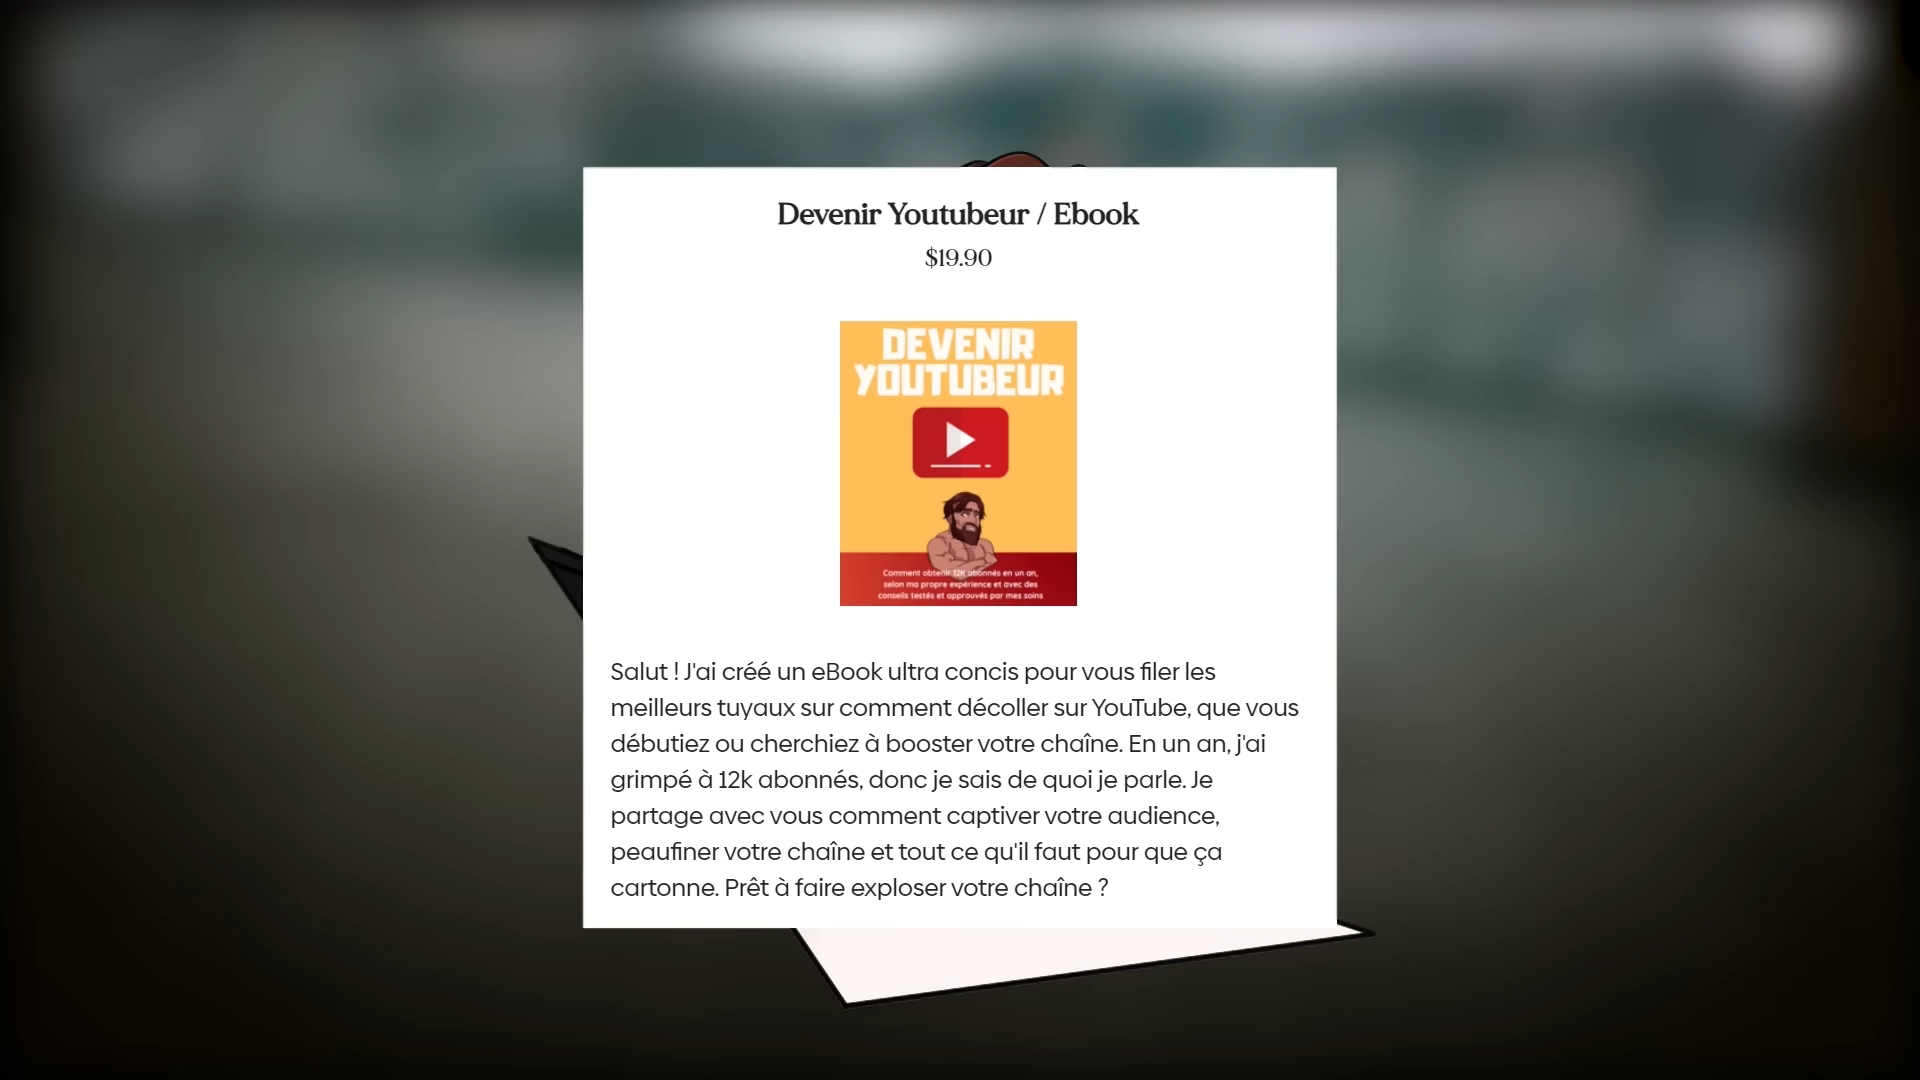 Devenir Youtubeur / Ebook
$19.90
DEVENIR
YOUTUBEUR
Comment obtenir 12K abonnés en un an,
selon ma propre expérience et avec des
conseils testés et approuvés par mes soins
Salut ! J'ai créé un eBook ultra concis pour vous filer les
meilleurs tuyaux sur comment décoller sur YouTube, que vous
débutiez ou cherchiez à booster votre chaîne. En un an, j'ai
grimpé à 12k abonnés, donc je sais de quoi je parle. Je
partage avec vous comment captiver votre audience,
peaufiner votre chaîne et tout ce qu'il faut pour que ça
cartonne. Prêt à faire exploser votre chaîne ?